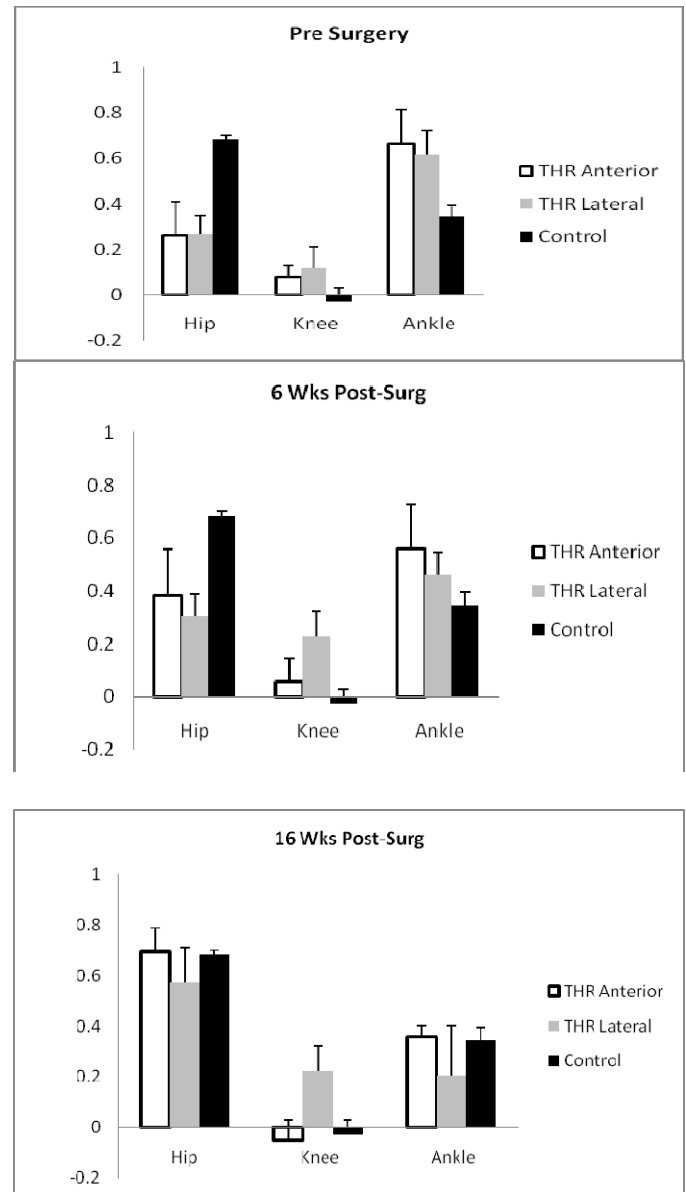 Pre Surgery
1
0.8
0.6
0.4
0.2
0
-0.2
Hip Knee Ankle
THR Anterior
THR Lateral
Control
6 Wks Post-Surg
1
0.8
0.6
0.4
0.2
0
-0.2
Hip Knee Ankle
THR Anterior
THR Lateral
Control
16 Wks Post-Surg
1
0.8
0.6
0.4
0.2
0
-0.2
Hip Knee Ankle
THR Anterior
THR Lateral
Control